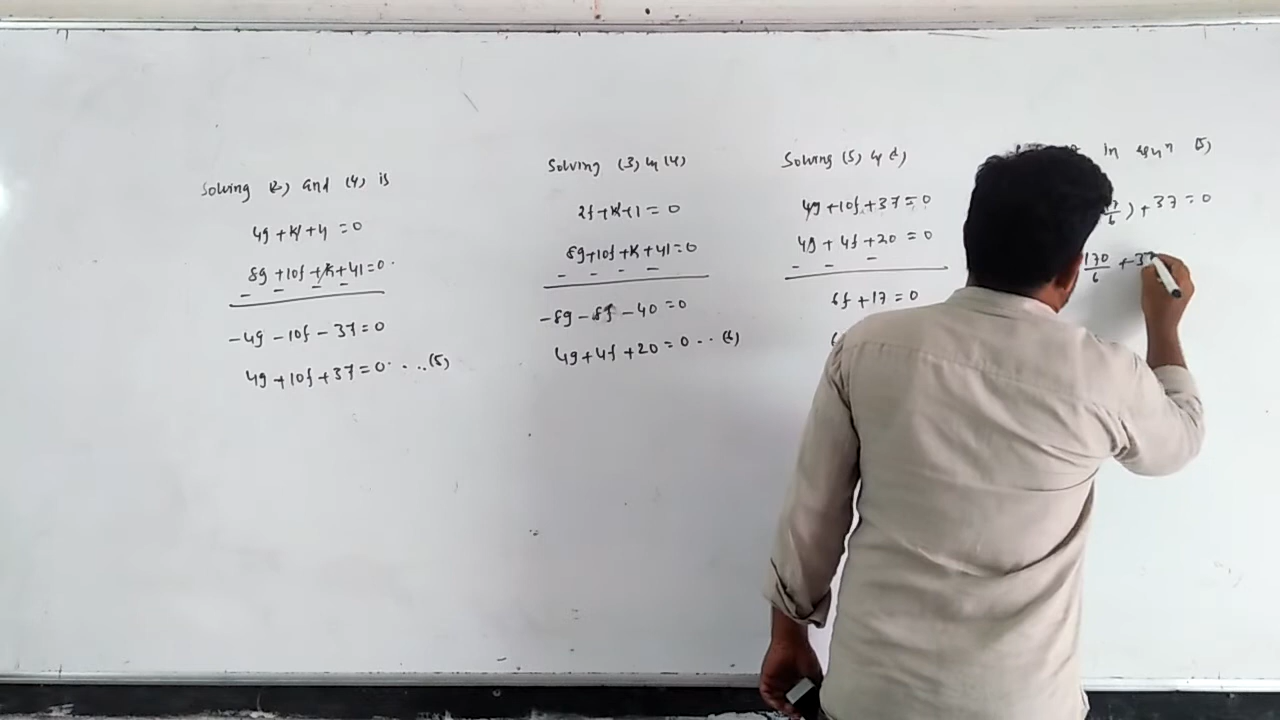 Solving 2) and (4) is
4g + k + 4 = 0
8g + 10f + k + 41 = 0.
- - - -
-4g - 10f - 37 = 0
4g + 10f + 37 = 0. . ..(5)
Solving (3) & (4)
2f + k + 1 = 0
8g + 10f + k + 41 = 0
- - - -
-8g - 8f - 40 = 0
4g + 4f + 20 = 0 . . (6)
Solving (5) &
4g + 10f + 37 = 0
4g + 4f + 20 = 0
- - -
6f + 17 = 0
in eqn 5)
) + 37 = 0
170/6 + 37